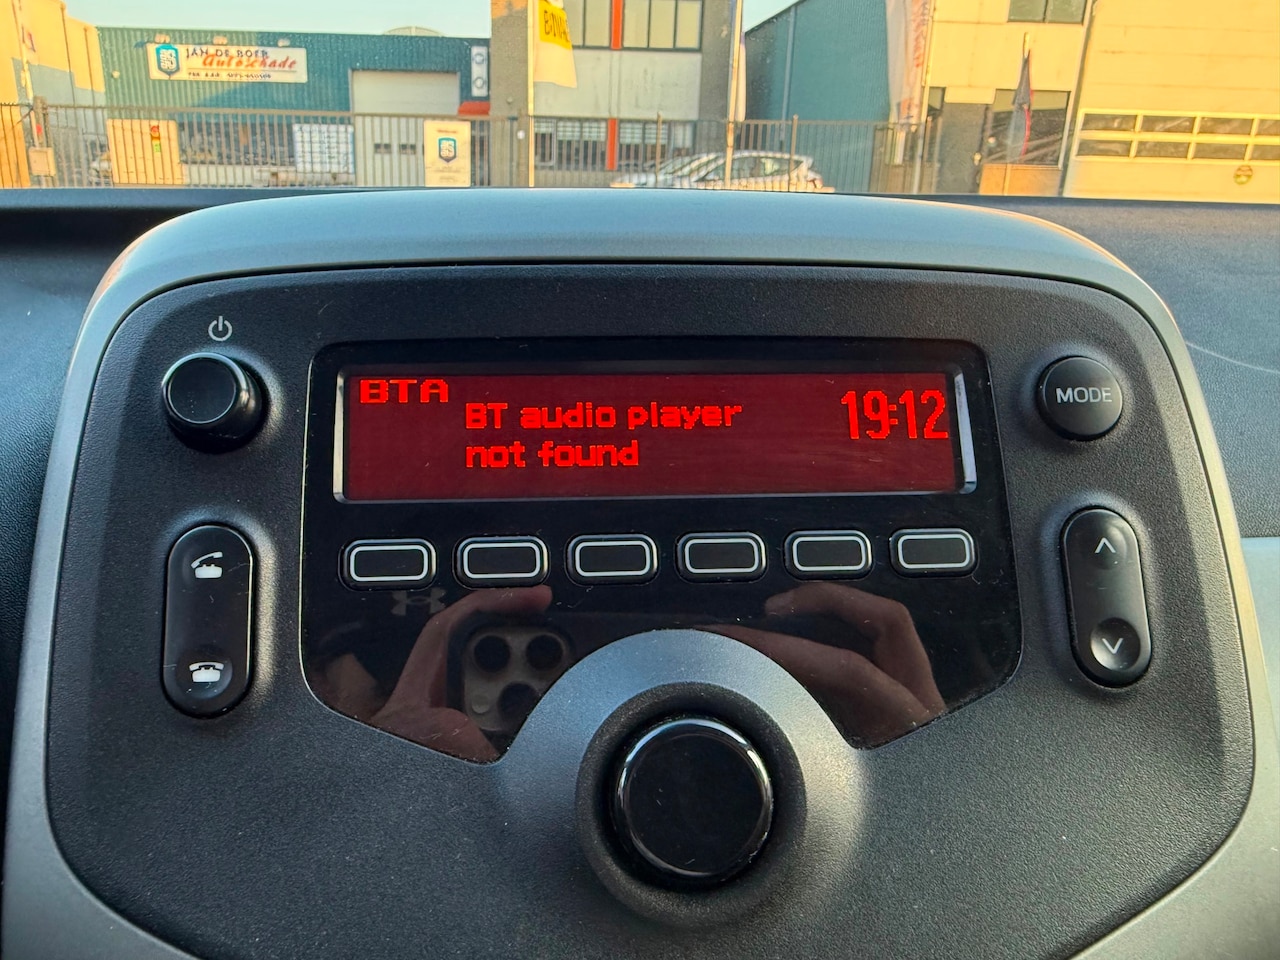 JAN DE BOER
Autoschade
BTA
BT audio player
not found
19:12
MODE